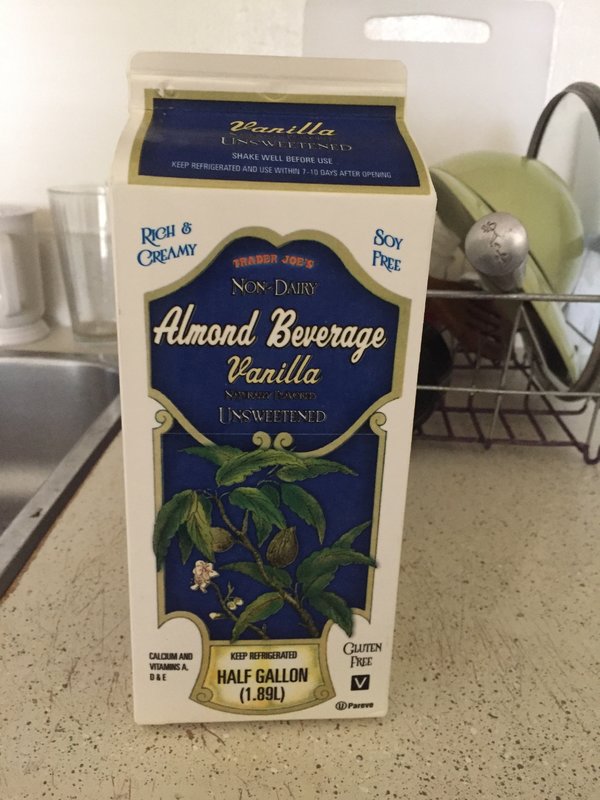 Vanilla
UNSWEETENED
SHAKE WELL BEFORE USE
KEEP REFRIGERATED AND USE WITHIN 7-10 DAYS AFTER OPENING
RICH &
CREAMY
SOY
FREE
TRADER JOE'S
NON-DAIRY
Almond Beverage
Vanilla
NATURALLY FLAVORED
UNSWEETENED
CALCIUM AND
VITAMINS A,
D & E
KEEP REFRIGERATED
HALF GALLON
(1.89L)
GLUTEN
FREE
V
U Pareve